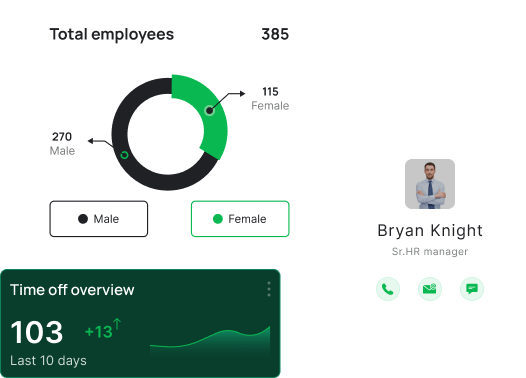 Total employees 385
115
Female
270
Male
Male
Female
Bryan Knight
Sr.HR manager
Time off overview
103 +13
Last 10 days